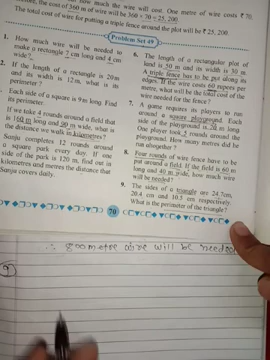 360 m of wire will be 360 × 70 = 25,200.
The total cost of wire for putting a triple fence around the plot will be ₹ 25,200.
Problem Set 49
1. How much wire will be needed to
make a rectangle 7 cm long and 4 cm
wide ?
2. If the length of a rectangle is 20 m
and its width is 12 m, what is its
perimeter ?
Each side of a square is 9 m long. Find
its perimeter.
If we take 4 rounds around a field that
is 160 m long and 90 m wide, what is
the distance we walk in kilometres?
Sanju completes 12 rounds around
a square park every day. If one
side of the park is 120 m, find out in
kilometres and metres the distance that
Sanju covers daily.
6. The length of a rectangular plot of
land is 50 m and its width is 30 m.
A triple fence has to be put along its
edges. If the wire costs 60 rupees per
metre, what will be the total cost of the
wire needed for the fence ?
7. A game requires its players to run
around a square playground. Each
side of the playground is 20 m long.
One player took rounds around the
playground. How many metres did he
run altogether ?
8. Four rounds of wire fence have to be
put around a field. If the field is 60 m
long and 40 m wide, how much wire
will be needed?
9. The sides of a triangle are 24.7cm,
20.4 cm and 10.5 cm respectively.
What is the perimeter of the triangle?
70
∴ 800 metre wire will be needed
9)